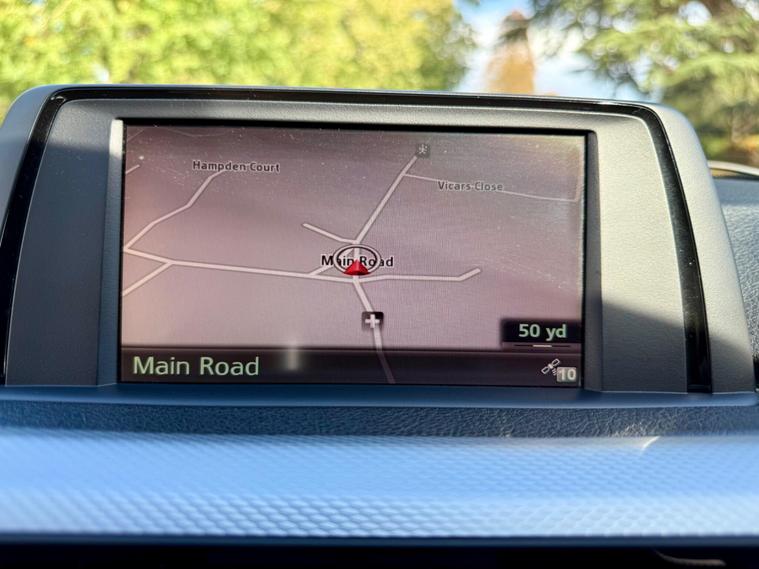 Hampden Court
Vicars Close
Main Road
50 yd
Main Road
10